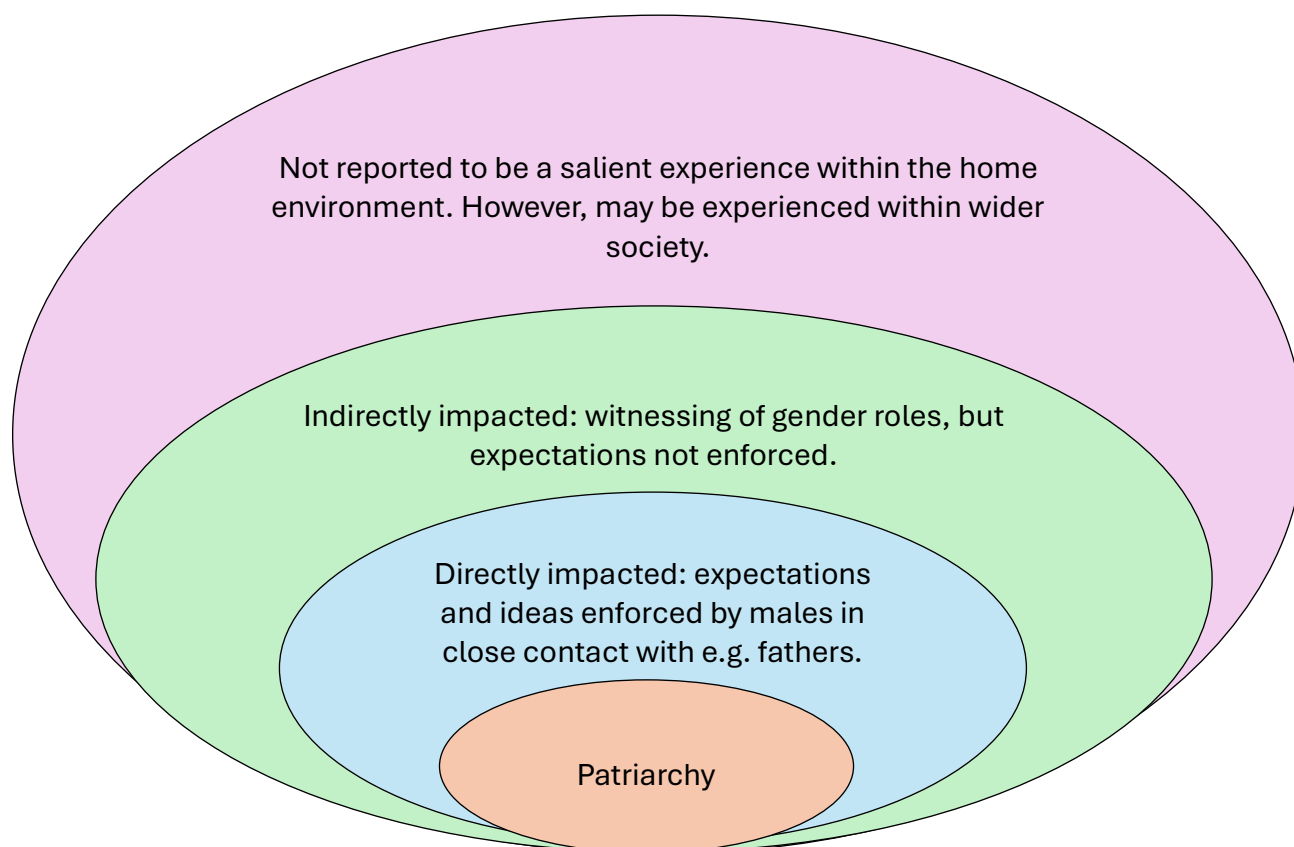 Not reported to be a salient experience within the home
environment. However, may be experienced within wider
society.
Indirectly impacted: witnessing of gender roles, but
expectations not enforced.
Directly impacted: expectations
and ideas enforced by males in
close contact with e.g. fathers.
Patriarchy